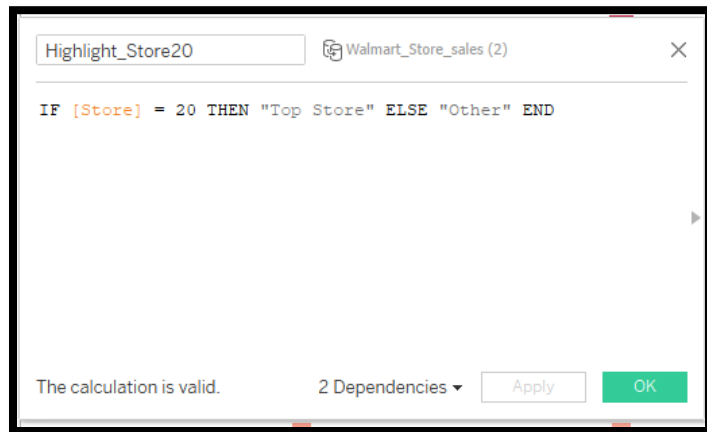 Highlight_Store20 Walmart_Store_sales (2)
IF [Store] = 20 THEN "Top Store" ELSE "Other" END
The calculation is valid. 2 Dependencies Apply OK